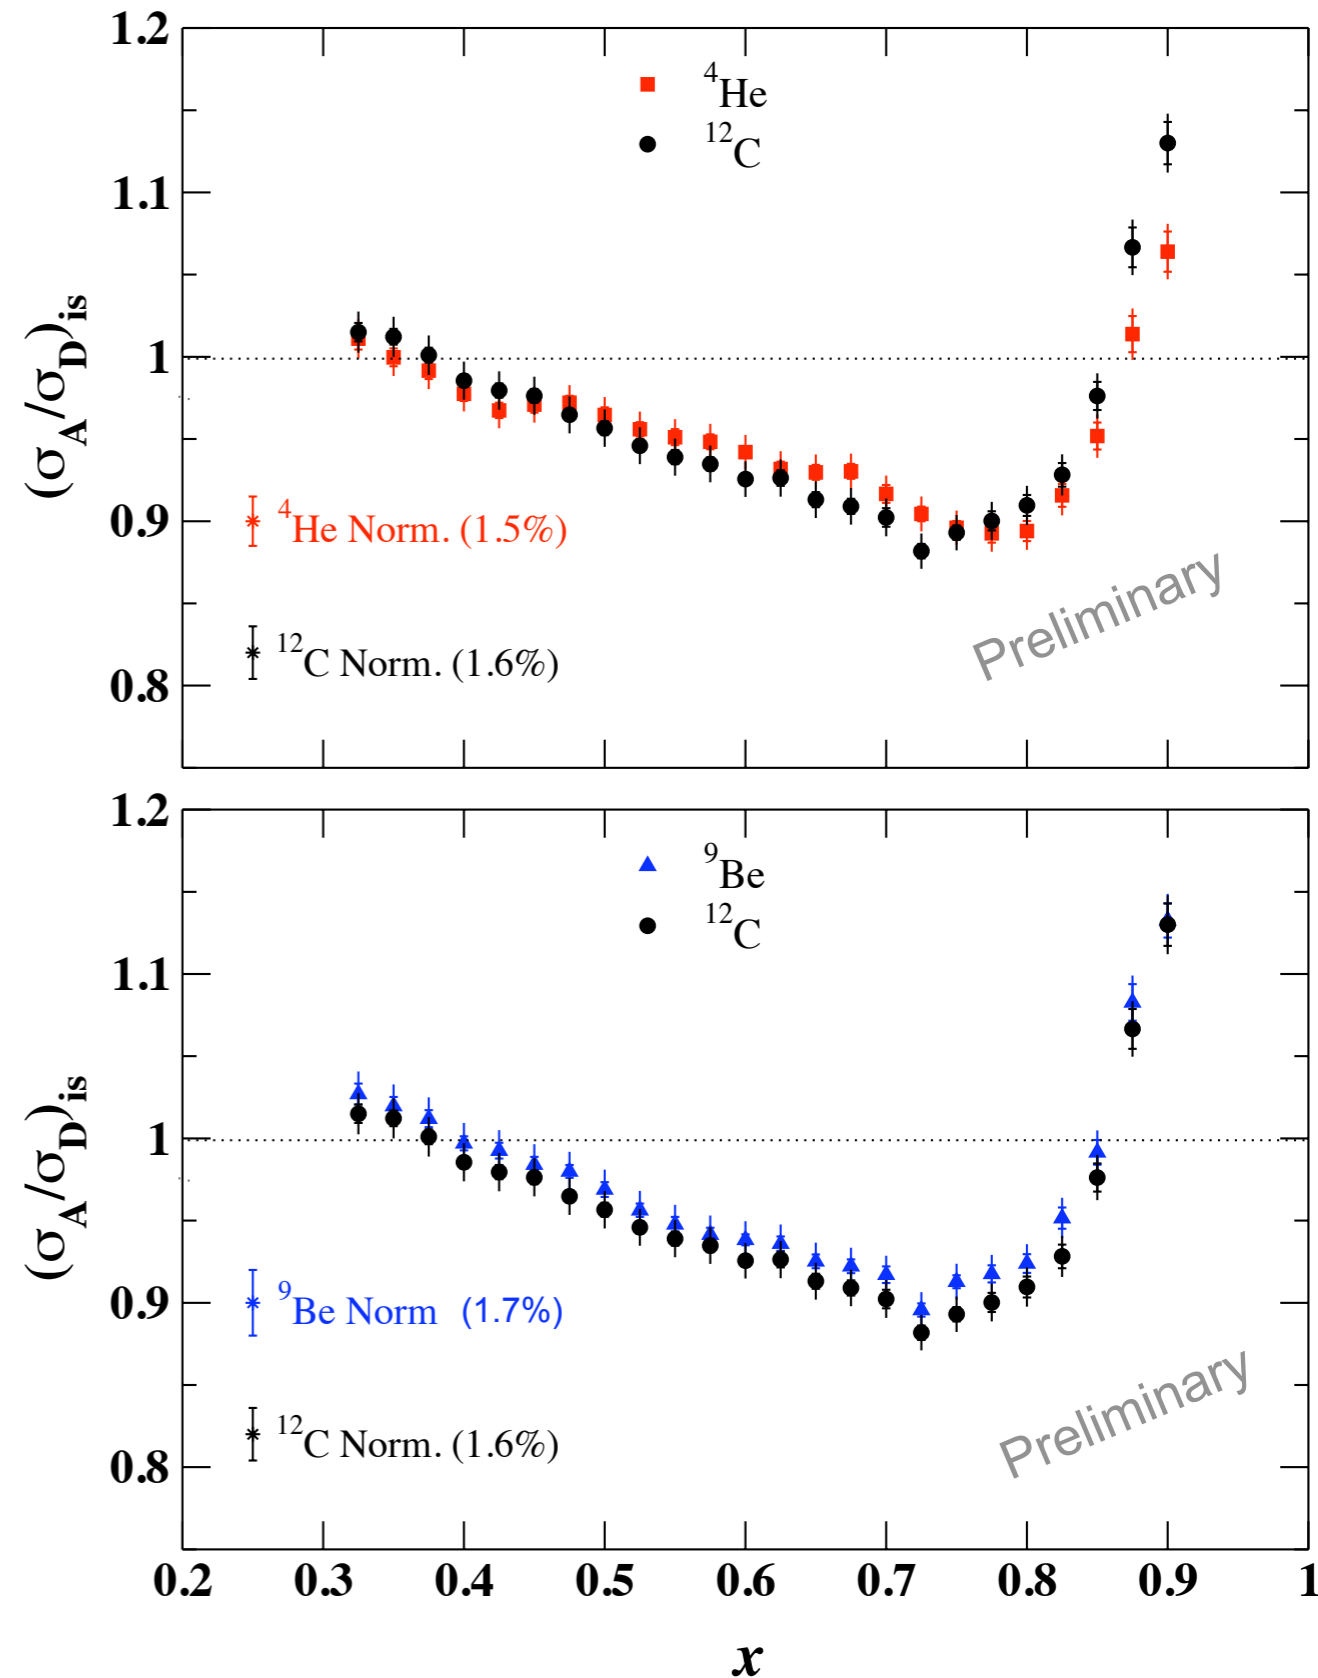 1.2
⁴He
¹²C
1.1
1
(σ_A/σ_D)_is
0.9
⁴He Norm. (1.5%)
Preliminary
¹²C Norm. (1.6%)
0.8
1.2
⁹Be
¹²C
1.1
1
(σ_A/σ_D)_is
0.9
⁹Be Norm (1.7%)
Preliminary
¹²C Norm. (1.6%)
0.8
0.2 0.3 0.4 0.5 0.6 0.7 0.8 0.9 1
x